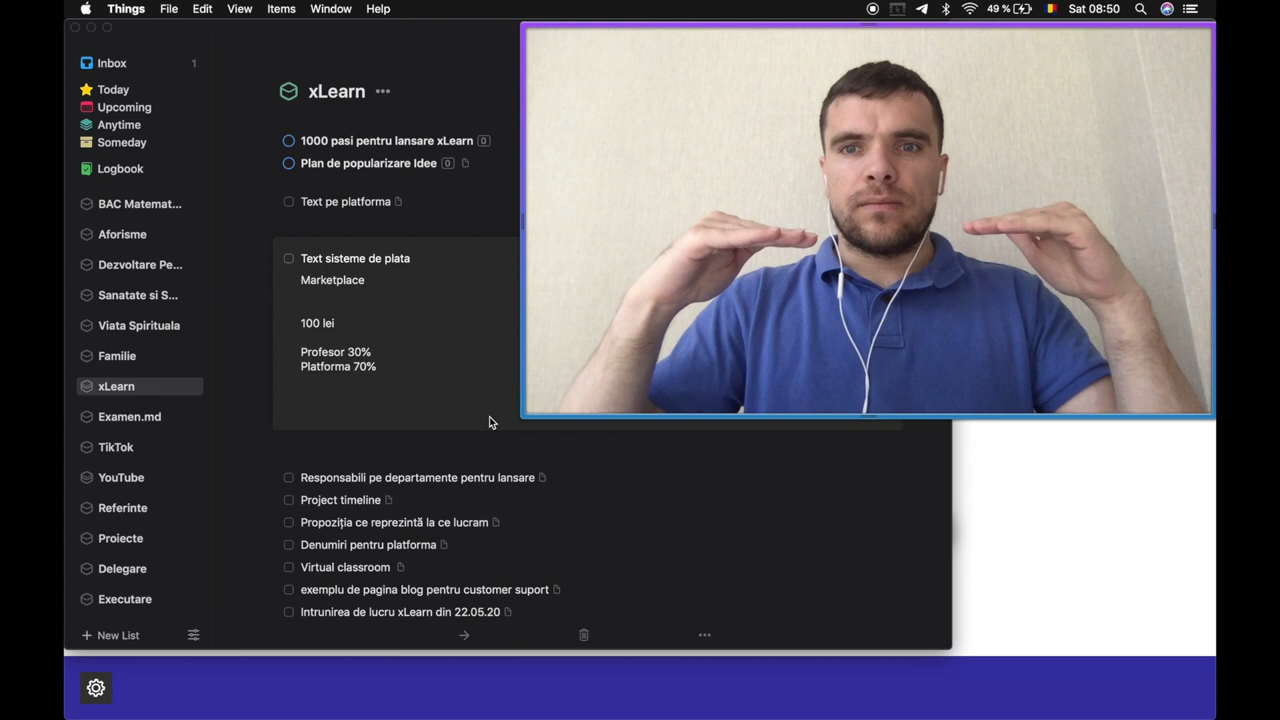 Things File Edit View Items Window Help 49 % Sat 08:50
Inbox 1
Today
Upcoming
Anytime
Someday
Logbook
BAC Matemat...
Aforisme
Dezvoltare Pe...
Sanatate si S...
Viata Spirituala
Familie
xLearn
Examen.md
TikTok
YouTube
Referinte
Proiecte
Delegare
Executare
+ New List
xLearn •••
1000 pasi pentru lansare xLearn 0
Plan de popularizare Idee 0
Text pe platforma
Text sisteme de plata
Marketplace
100 lei
Profesor 30%
Platforma 70%
Responsabili pe departamente pentru lansare
Project timeline
Propoziția ce reprezintă la ce lucram
Denumiri pentru platforma
Virtual classroom
exemplu de pagina blog pentru customer suport
Intrunirea de lucru xLearn din 22.05.20